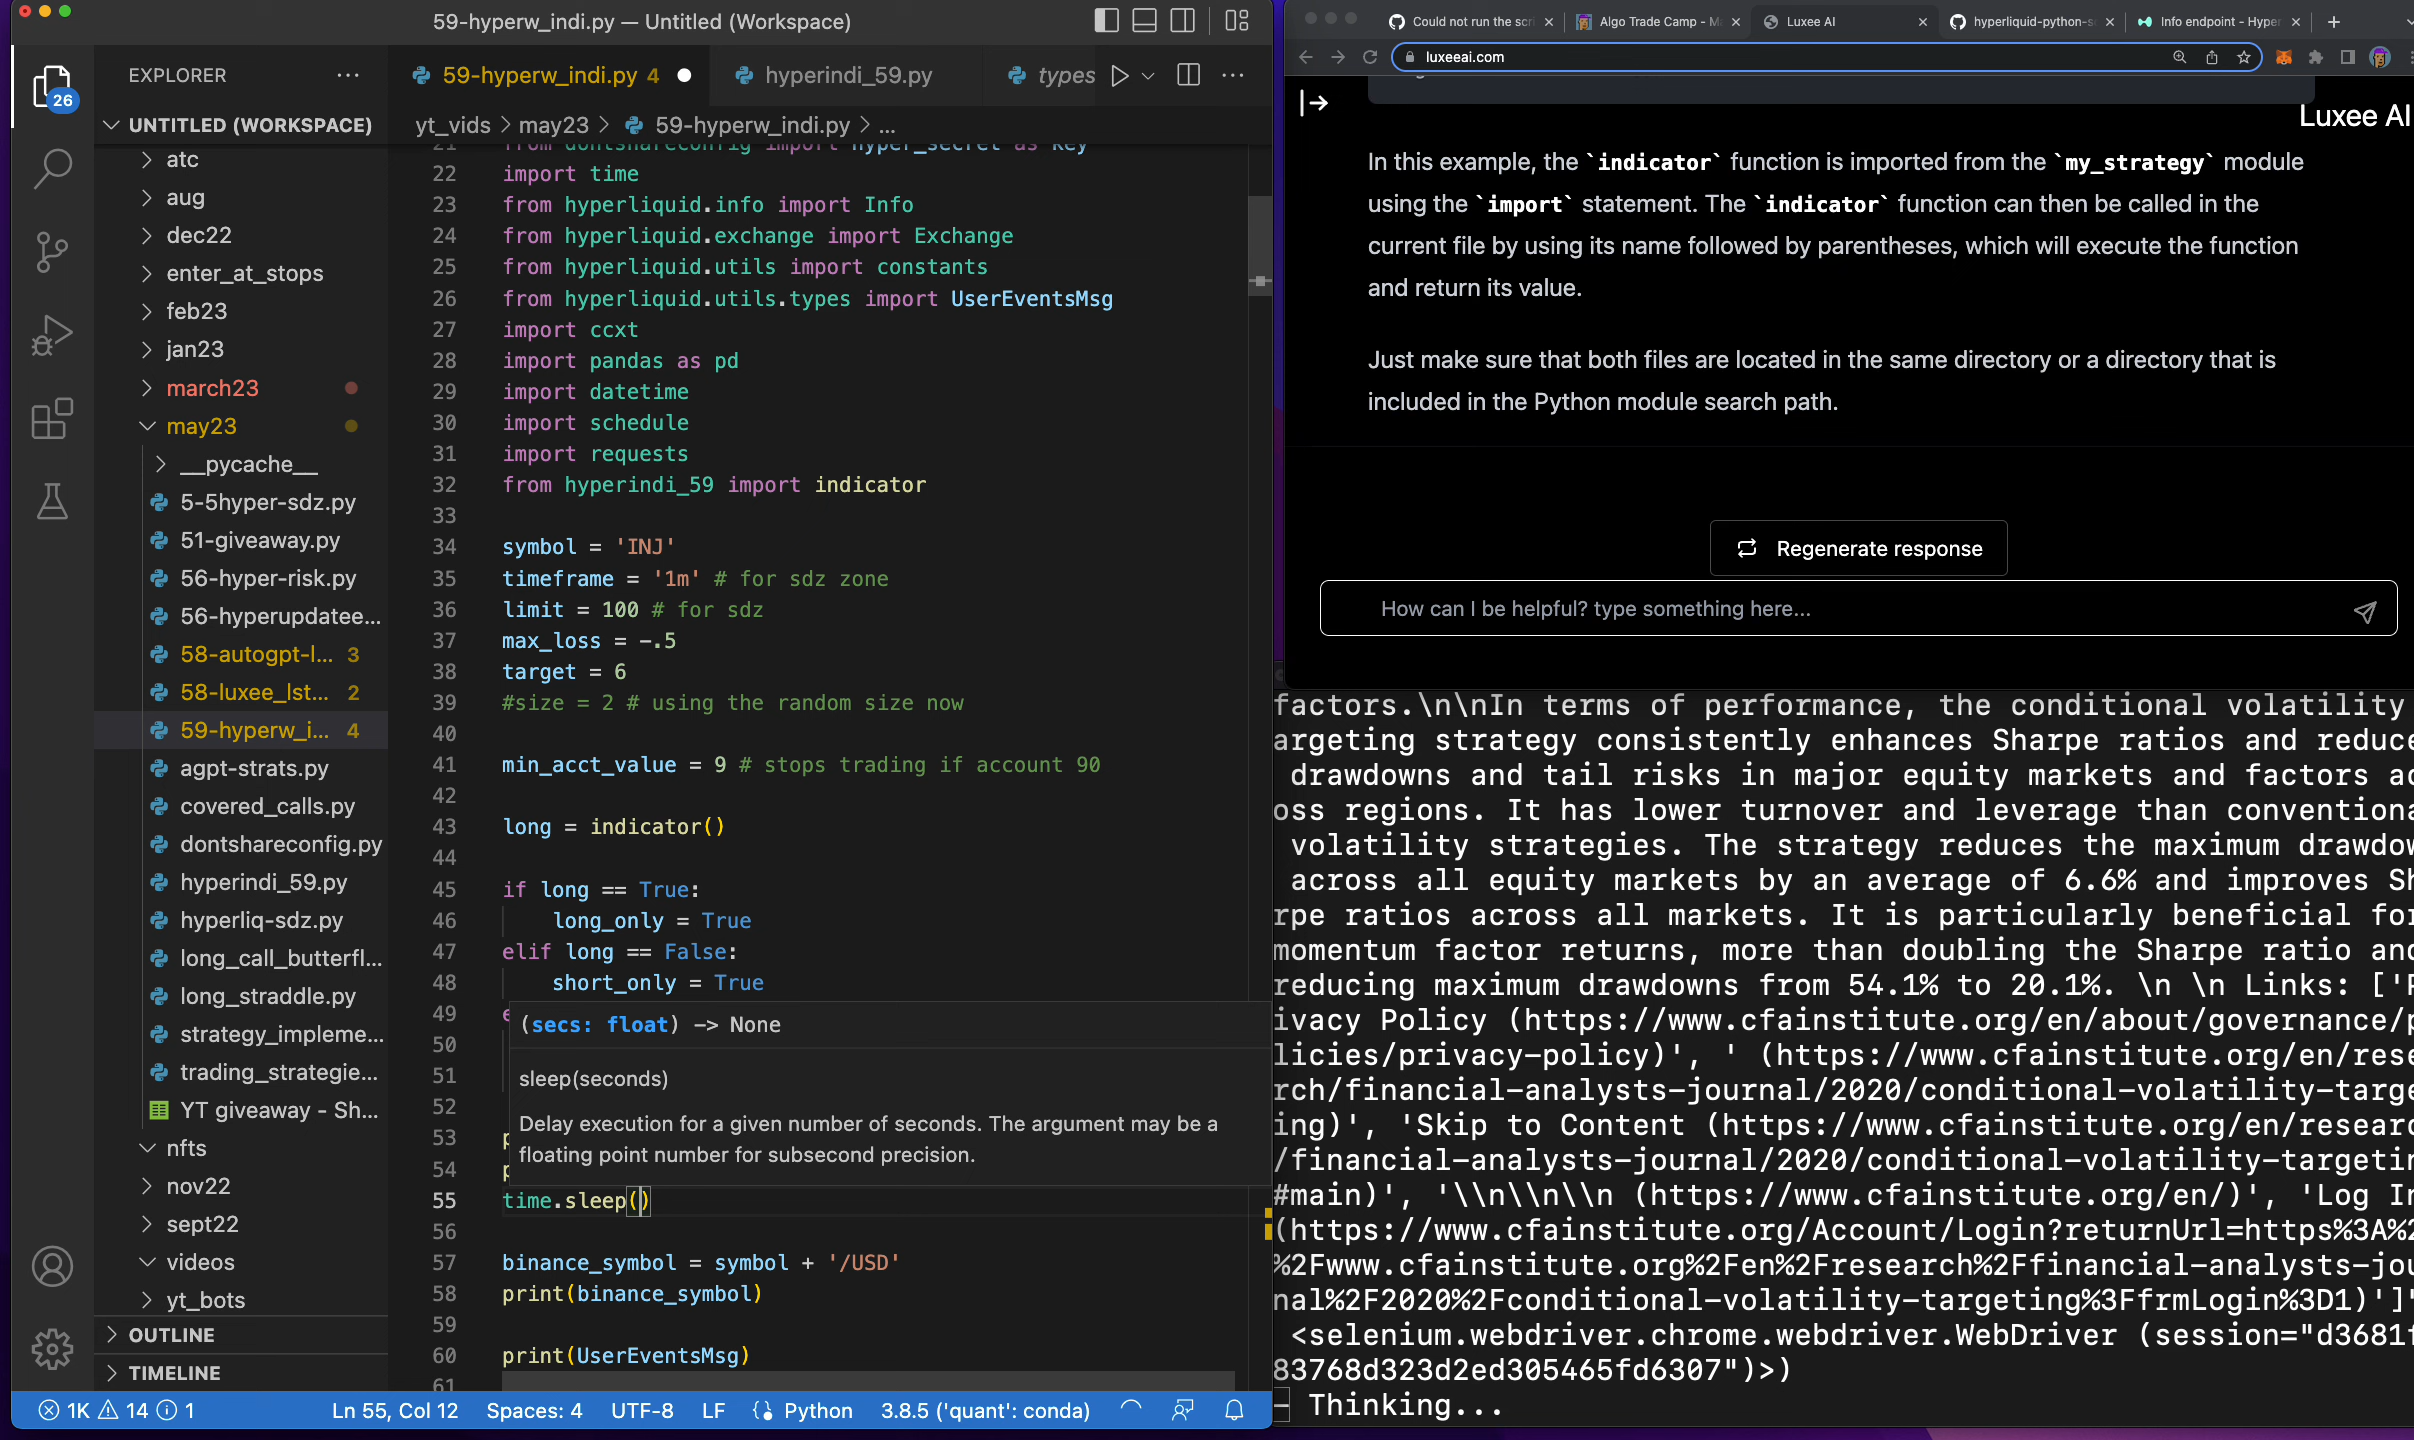 59-hyperw_indi.py — Untitled (Workspace)
EXPLORER
26
UNTITLED (WORKSPACE)
atc
aug
dec22
enter_at_stops
feb23
jan23
march23
may23
__pycache__
5-5hyper-sdz.py
51-giveaway.py
56-hyper-risk.py
56-hyperupdatee...
58-autogpt-l... 3
58-luxee_lst... 2
59-hyperw_i... 4
agpt-strats.py
covered_calls.py
dontshareconfig.py
hyperindi_59.py
hyperliq-sdz.py
long_call_butterfl...
long_straddle.py
strategy_impleme...
trading_strategie...
YT giveaway - Sh...
nfts
nov22
sept22
videos
yt_bots
OUTLINE
TIMELINE
59-hyperw_indi.py 4
hyperindi_59.py
types
yt_vids > may23 > 59-hyperw_indi.py > ...
21 from dontshareconfig import hyper_secret as key
22 import time
23 from hyperliquid.info import Info
24 from hyperliquid.exchange import Exchange
25 from hyperliquid.utils import constants
26 from hyperliquid.utils.types import UserEventsMsg
27 import ccxt
28 import pandas as pd
29 import datetime
30 import schedule
31 import requests
32 from hyperindi_59 import indicator
33
34 symbol = 'INJ'
35 timeframe = '1m' # for sdz zone
36 limit = 100 # for sdz
37 max_loss = -.5
38 target = 6
39 #size = 2 # using the random size now
40
41 min_acct_value = 9 # stops trading if account 90
42
43 long = indicator()
44
45 if long == True:
46 long_only = True
47 elif long == False:
48 short_only = True
49 e
50
51
52
53 p
54 p
(secs: float) -> None
sleep(seconds)
Delay execution for a given number of seconds. The argument may be a
floating point number for subsecond precision.
55 time.sleep()
56
57 binance_symbol = symbol + '/USD'
58 print(binance_symbol)
59
60 print(UserEventsMsg)
61
1K 14 1
Ln 55, Col 12
Spaces: 4
UTF-8
LF
Python
3.8.5 ('quant': conda)
Could not run the scri
Algo Trade Camp - M
Luxee AI
hyperliquid-python-s
Info endpoint - Hyper
luxeeai.com
Luxee AI
In this example, the `indicator` function is imported from the `my_strategy` module
using the `import` statement. The `indicator` function can then be called in the
current file by using its name followed by parentheses, which will execute the function
and return its value.
Just make sure that both files are located in the same directory or a directory that is
included in the Python module search path.
Regenerate response
How can I be helpful? type something here...
factors.\n\nIn terms of performance, the conditional volatility
argeting strategy consistently enhances Sharpe ratios and reduce
drawdowns and tail risks in major equity markets and factors ac
oss regions. It has lower turnover and leverage than conventiona
volatility strategies. The strategy reduces the maximum drawdow
across all equity markets by an average of 6.6% and improves Sh
rpe ratios across all markets. It is particularly beneficial for
momentum factor returns, more than doubling the Sharpe ratio and
reducing maximum drawdowns from 54.1% to 20.1%. \n \n Links: ['P
ivacy Policy (https://www.cfainstitute.org/en/about/governance/p
licies/privacy-policy)', ' (https://www.cfainstitute.org/en/rese
rch/financial-analysts-journal/2020/conditional-volatility-targe
ing)', 'Skip to Content (https://www.cfainstitute.org/en/researc
/financial-analysts-journal/2020/conditional-volatility-targetin
#main)', '\\n\\n\\n (https://www.cfainstitute.org/en/)', 'Log In
(https://www.cfainstitute.org/Account/Login?returnUrl=https%3A%2
%2Fwww.cfainstitute.org%2Fen%2Fresearch%2Ffinancial-analysts-jou
nal%2F2020%2Fconditional-volatility-targeting%3FfrmLogin%3D1)']"
<selenium.webdriver.chrome.webdriver.WebDriver (session="d3681f
83768d323d2ed305465fd6307")>)
- Thinking...